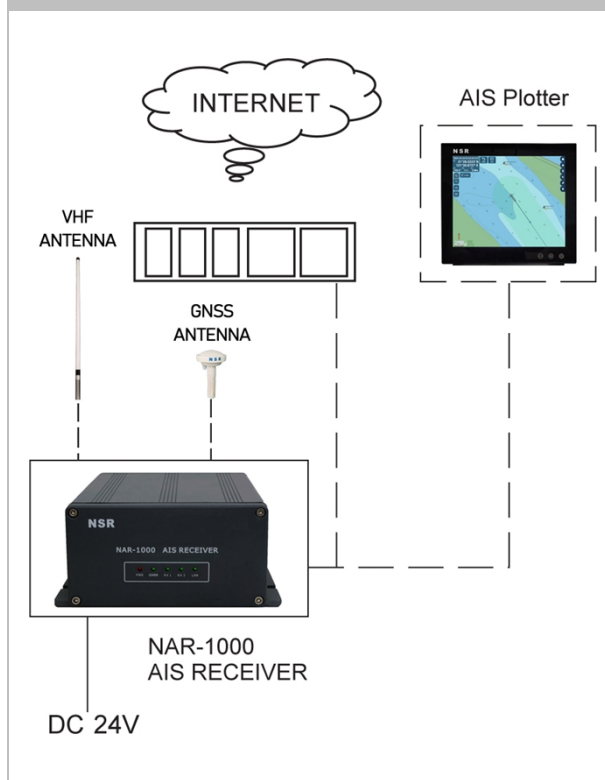 INTERNET
AIS Plotter
NSR
VHF
ANTENNA
GNSS
ANTENNA
NSR
NSR
NAR-1000 AIS RECEIVER
NAR-1000
AIS RECEIVER
DC 24V